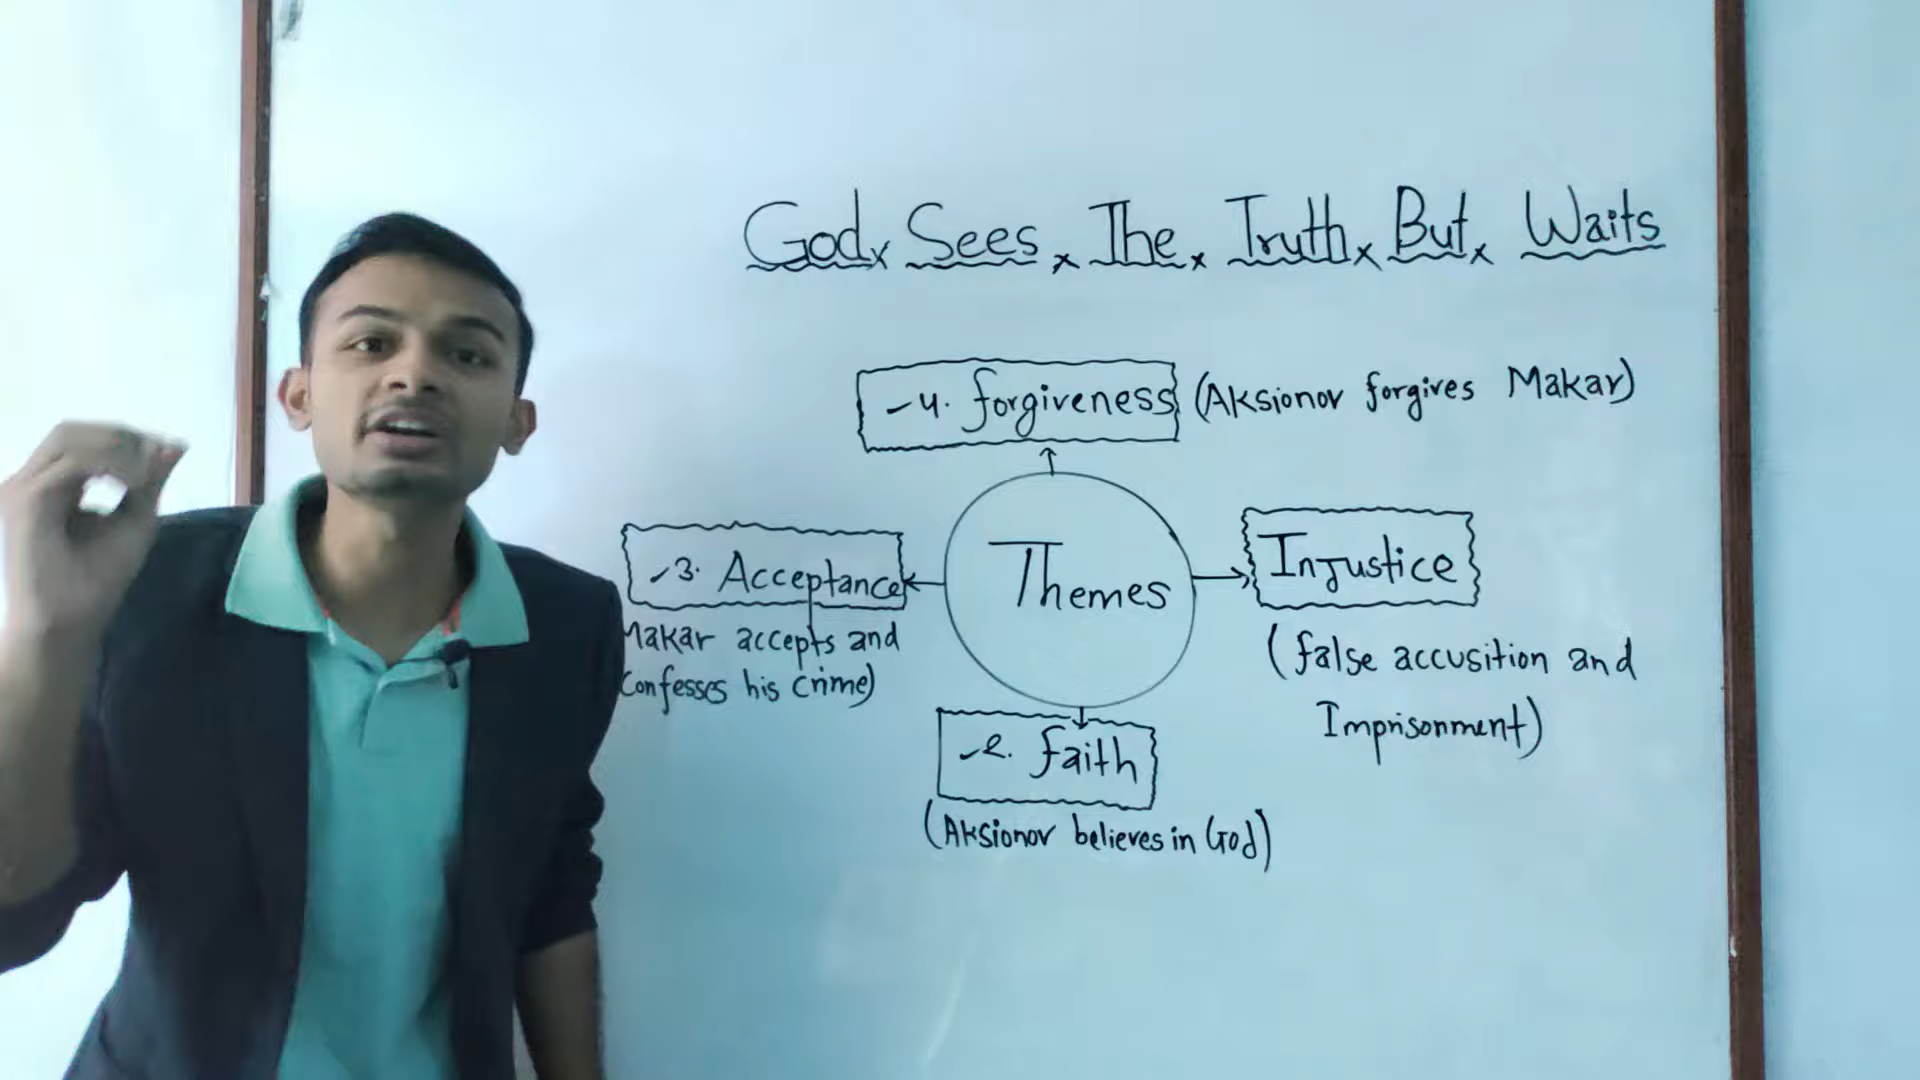 God Sees The Truth But Waits
4. forgiveness (Aksionov forgives Makar)
3. Acceptance
Makar accepts and
Confesses his crime)
Themes
Injustice
(false accusition and
Imprisonment)
2. faith
(Aksionov believes in God)